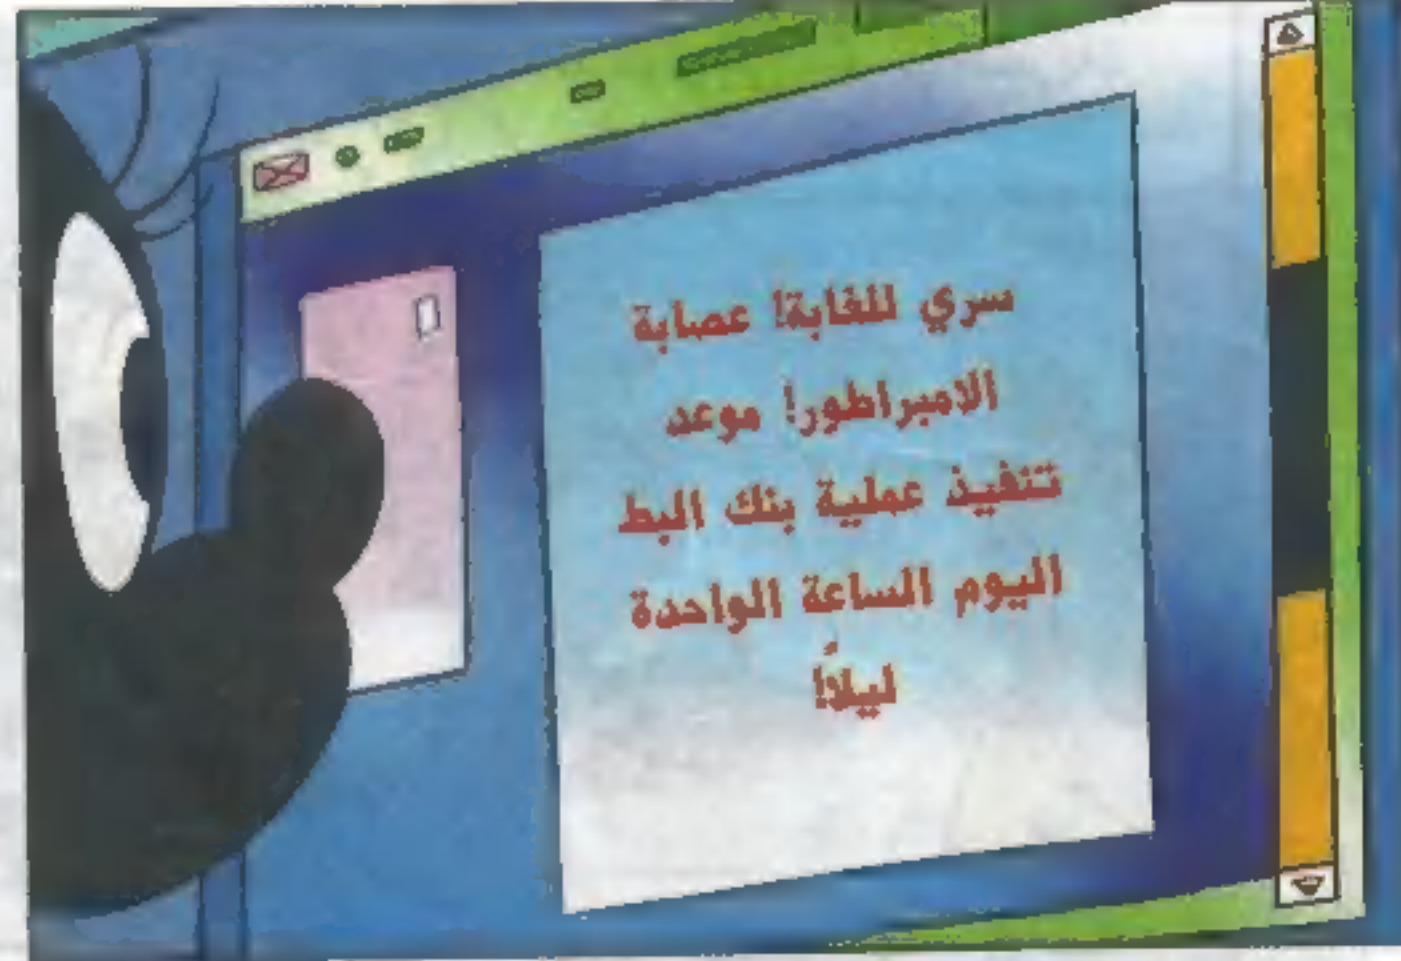 سري للغاية! عصابة
الامبراطور! موعد
تنفيذ عملية بنك البط
اليوم الساعة الواحدة
ليلاً!